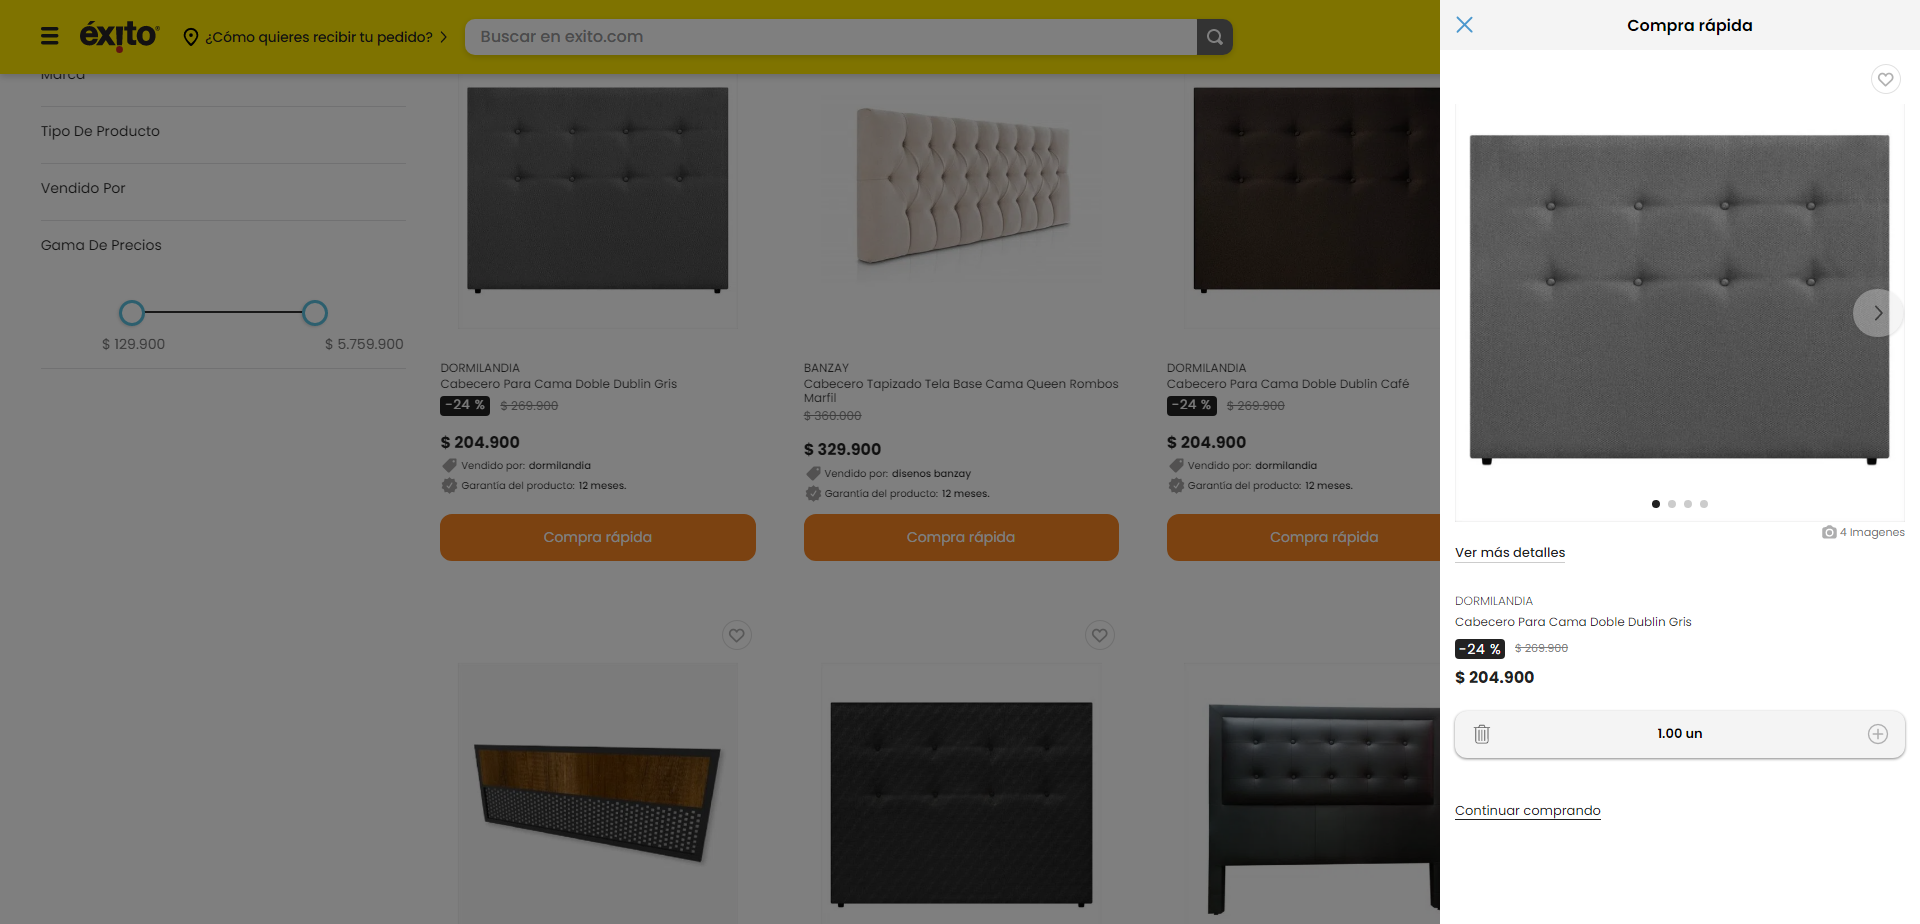 éxito
¿Cómo quieres recibir tu pedido?
Buscar en exito.com
Marca
Tipo De Producto
Vendido Por
Gama De Precios
$ 129.900
$ 5.759.900
DORMILANDIA
Cabecero Para Cama Doble Dublin Gris
-24 % $ 269.900
$ 204.900
Vendido por: dormilandia
Garantía del producto: 12 meses.
Compra rápida
BANZAY
Cabecero Tapizado Tela Base Cama Queen Rombos
Marfil
$ 360.000
$ 329.900
Vendido por: disenos banzay
Garantía del producto: 12 meses.
Compra rápida
DORMILANDIA
Cabecero Para Cama Doble Dublin Café
-24 % $ 269.900
$ 204.900
Vendido por: dormilandia
Garantía del producto: 12 meses.
Compra rápida
Compra rápida
4 Imagenes
Ver más detalles
DORMILANDIA
Cabecero Para Cama Doble Dublin Gris
-24 % $ 269.900
$ 204.900
1.00 un
Continuar comprando